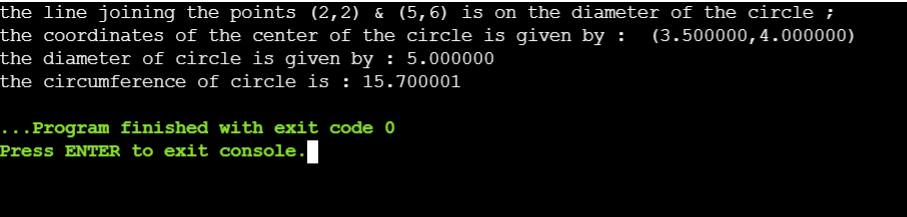 the line joining the points (2,2) & (5,6) is on the diameter of the circle ;
the coordinates of the center of the circle is given by :  (3.500000,4.000000)
the diameter of circle is given by : 5.000000
the circumference of circle is : 15.700001
...Program finished with exit code 0
Press ENTER to exit console.